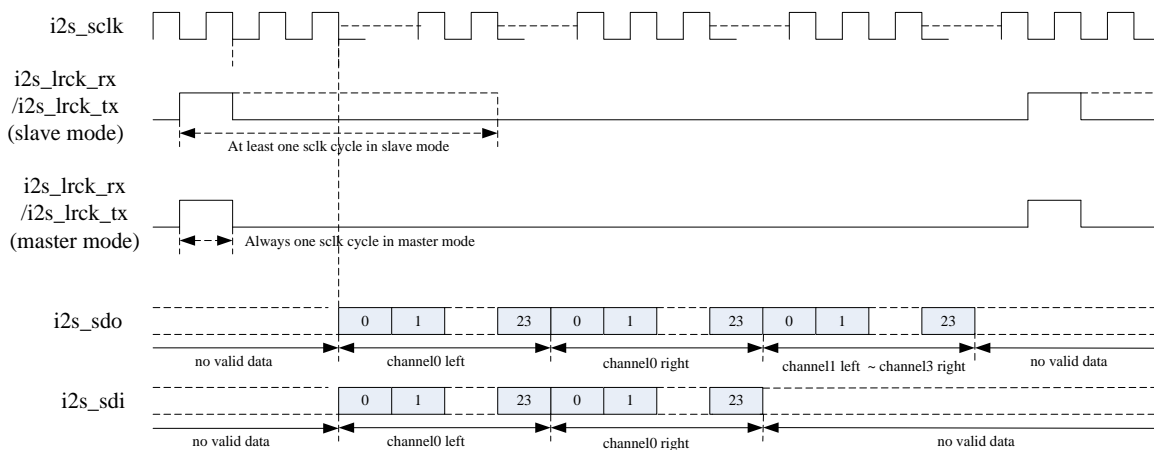 i2s_sclk
i2s_lrck_rx
/i2s_lrck_tx
(slave mode)
At least one sclk cycle in slave mode
i2s_lrck_rx
/i2s_lrck_tx
(master mode)
Always one sclk cycle in master mode
i2s_sdo
0 1 23 0 1 23 0 1 23
no valid data channel0 left channel0 right channel1 left ~ channel3 right no valid data
i2s_sdi
0 1 23 0 1 23
no valid data channel0 left channel0 right no valid data